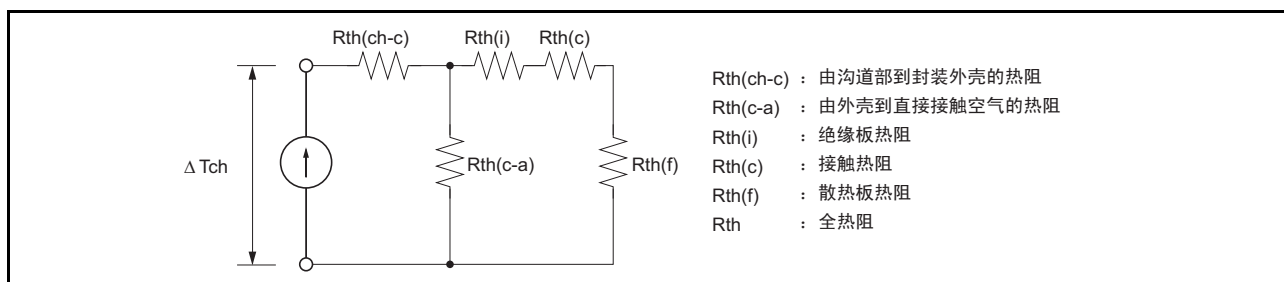 Rth(ch-c)
Rth(i)
Rth(c)
Δ Tch
Rth(c-a)
Rth(f)
Rth(ch-c) ：由沟道部到封装外壳的热阻
Rth(c-a) ：由外壳到直接接触空气的热阻
Rth(i) ：绝缘板热阻
Rth(c) ：接触热阻
Rth(f) ：散热板热阻
Rth ：全热阻